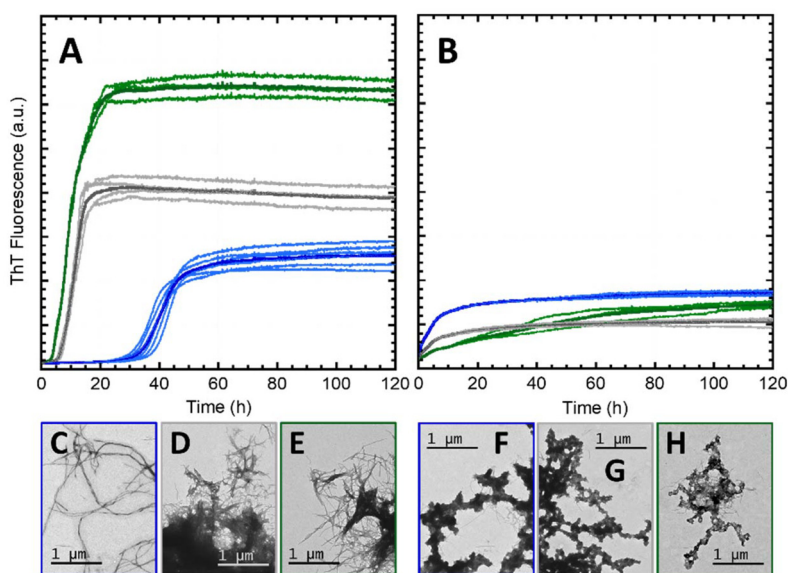 A
B
ThT Fluorescence (a.u.)
0 20 40 60 80 100 120
0 20 40 60 80 100 120
Time (h)
Time (h)
C
D
E
1 µm
F
1 µm
G
H
1 µm
1 µm
1 µm
1 µm